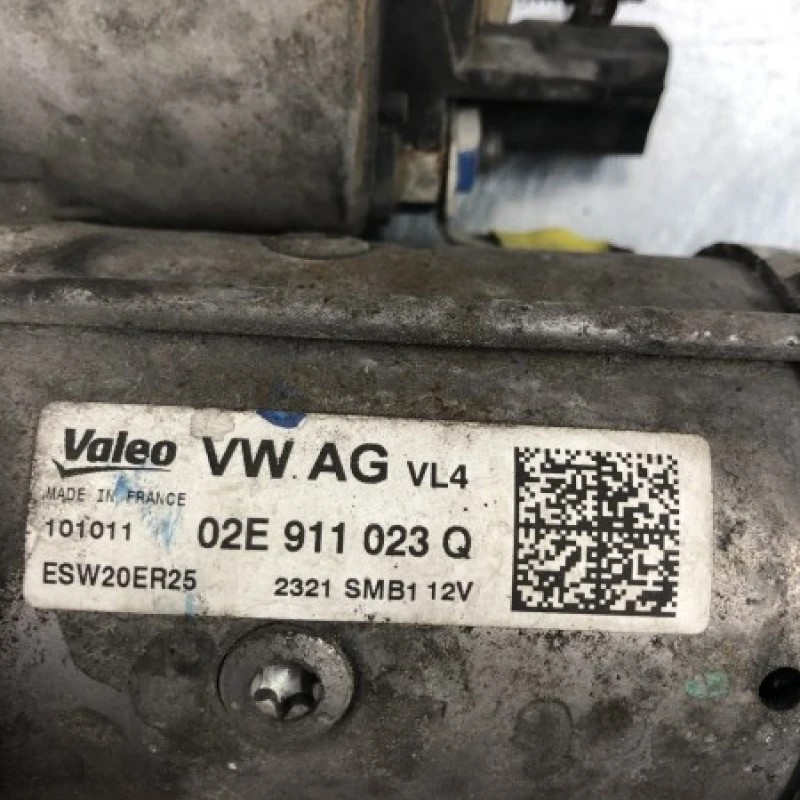 Valeo VW AG VL4
MADE IN FRANCE
101011 02E 911 023 Q
ESW20ER25 2321 SMB1 12V